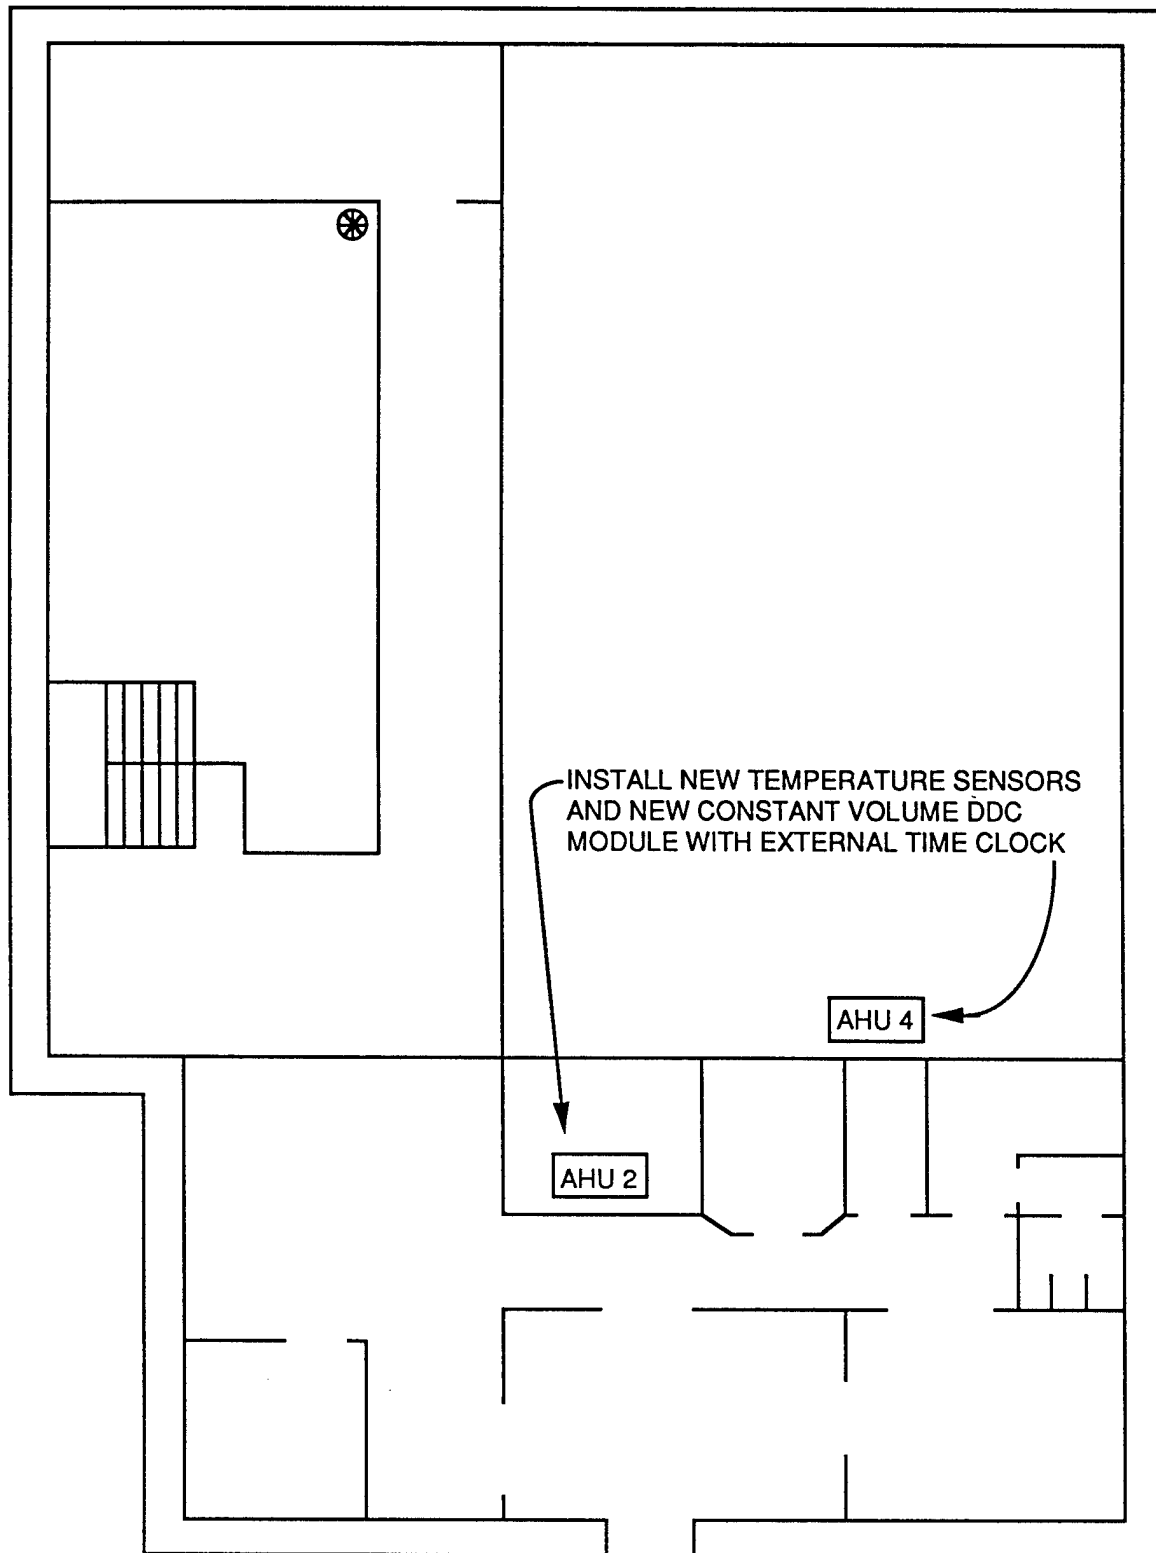 INSTALL NEW TEMPERATURE SENSORS
AND NEW CONSTANT VOLUME DDC
MODULE WITH EXTERNAL TIME CLOCK
AHU 4
AHU 2